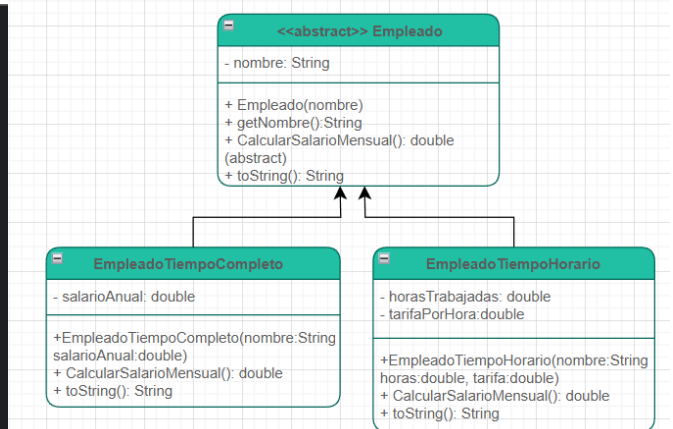 <<abstract>> Empleado
- nombre: String
+ Empleado(nombre)
+ getNombre():String
+ CalcularSalarioMensual(): double
(abstract)
+ toString(): String
EmpleadoTiempoCompleto
- salarioAnual: double
+EmpleadoTiempoCompleto(nombre:String
salarioAnual:double)
+ CalcularSalarioMensual(): double
+ toString(): String
EmpleadoTiempoHorario
- horasTrabajadas: double
- tarifaPorHora:double
+EmpleadoTiempoHorario(nombre:String
horas:double, tarifa:double)
+ CalcularSalarioMensual(): double
+ toString(): String